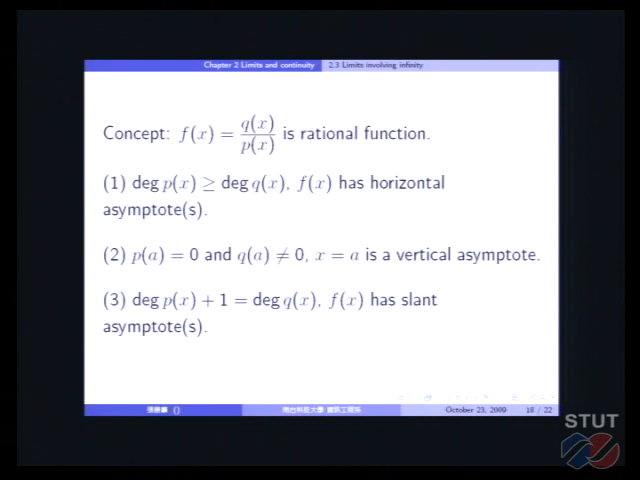 Chapter 2 Limits and continuity 2.3 Limits involving infinity
Concept: f(x) = q(x)/p(x) is rational function.
(1) deg p(x) ≥ deg q(x), f(x) has horizontal
asymptote(s).
(2) p(a) = 0 and q(a) ≠ 0, x = a is a vertical asymptote.
(3) deg p(x) + 1 = deg q(x), f(x) has slant
asymptote(s).
() October 23, 2009 18 / 22
STUT